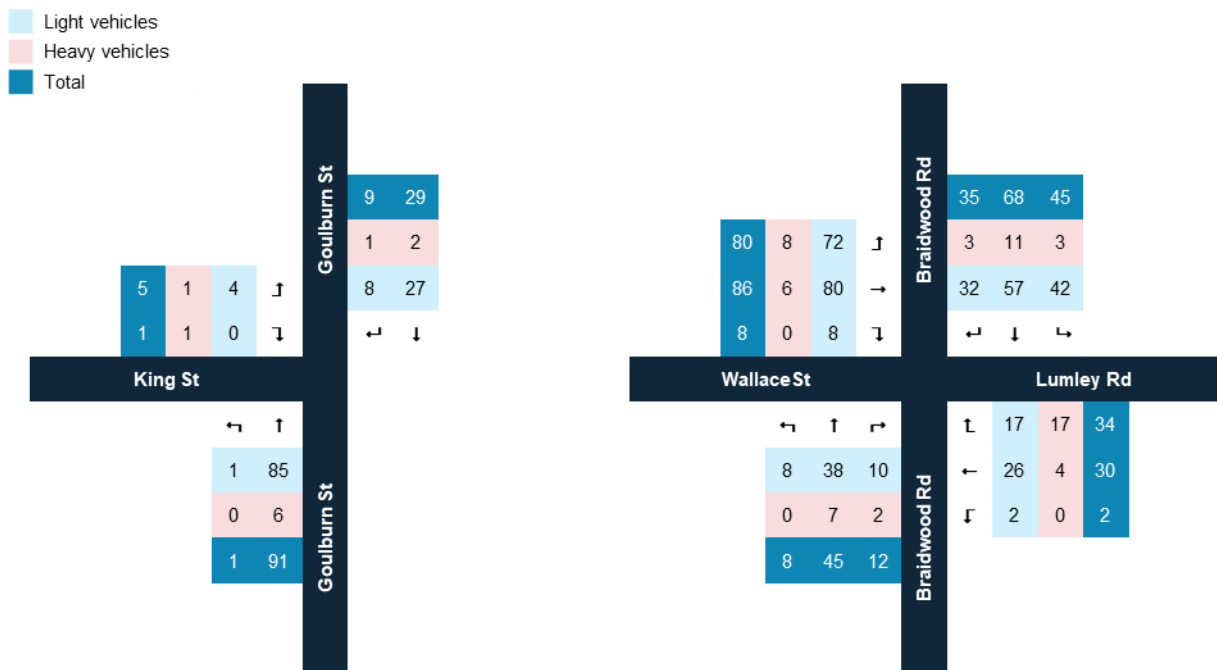 Light vehicles
Heavy vehicles
Total
Goulburn St
9 29
1 2
8 27
5 1 4
1 1 0
King St
1 85
0 6
1 91
Goulburn St
Braidwood Rd
35 68 45
3 11 3
32 57 42
80 8 72
86 6 80
8 0 8
Wallace St
Lumley Rd
8 38 10
0 7 2
8 45 12
Braidwood Rd
17 17 34
26 4 30
2 0 2